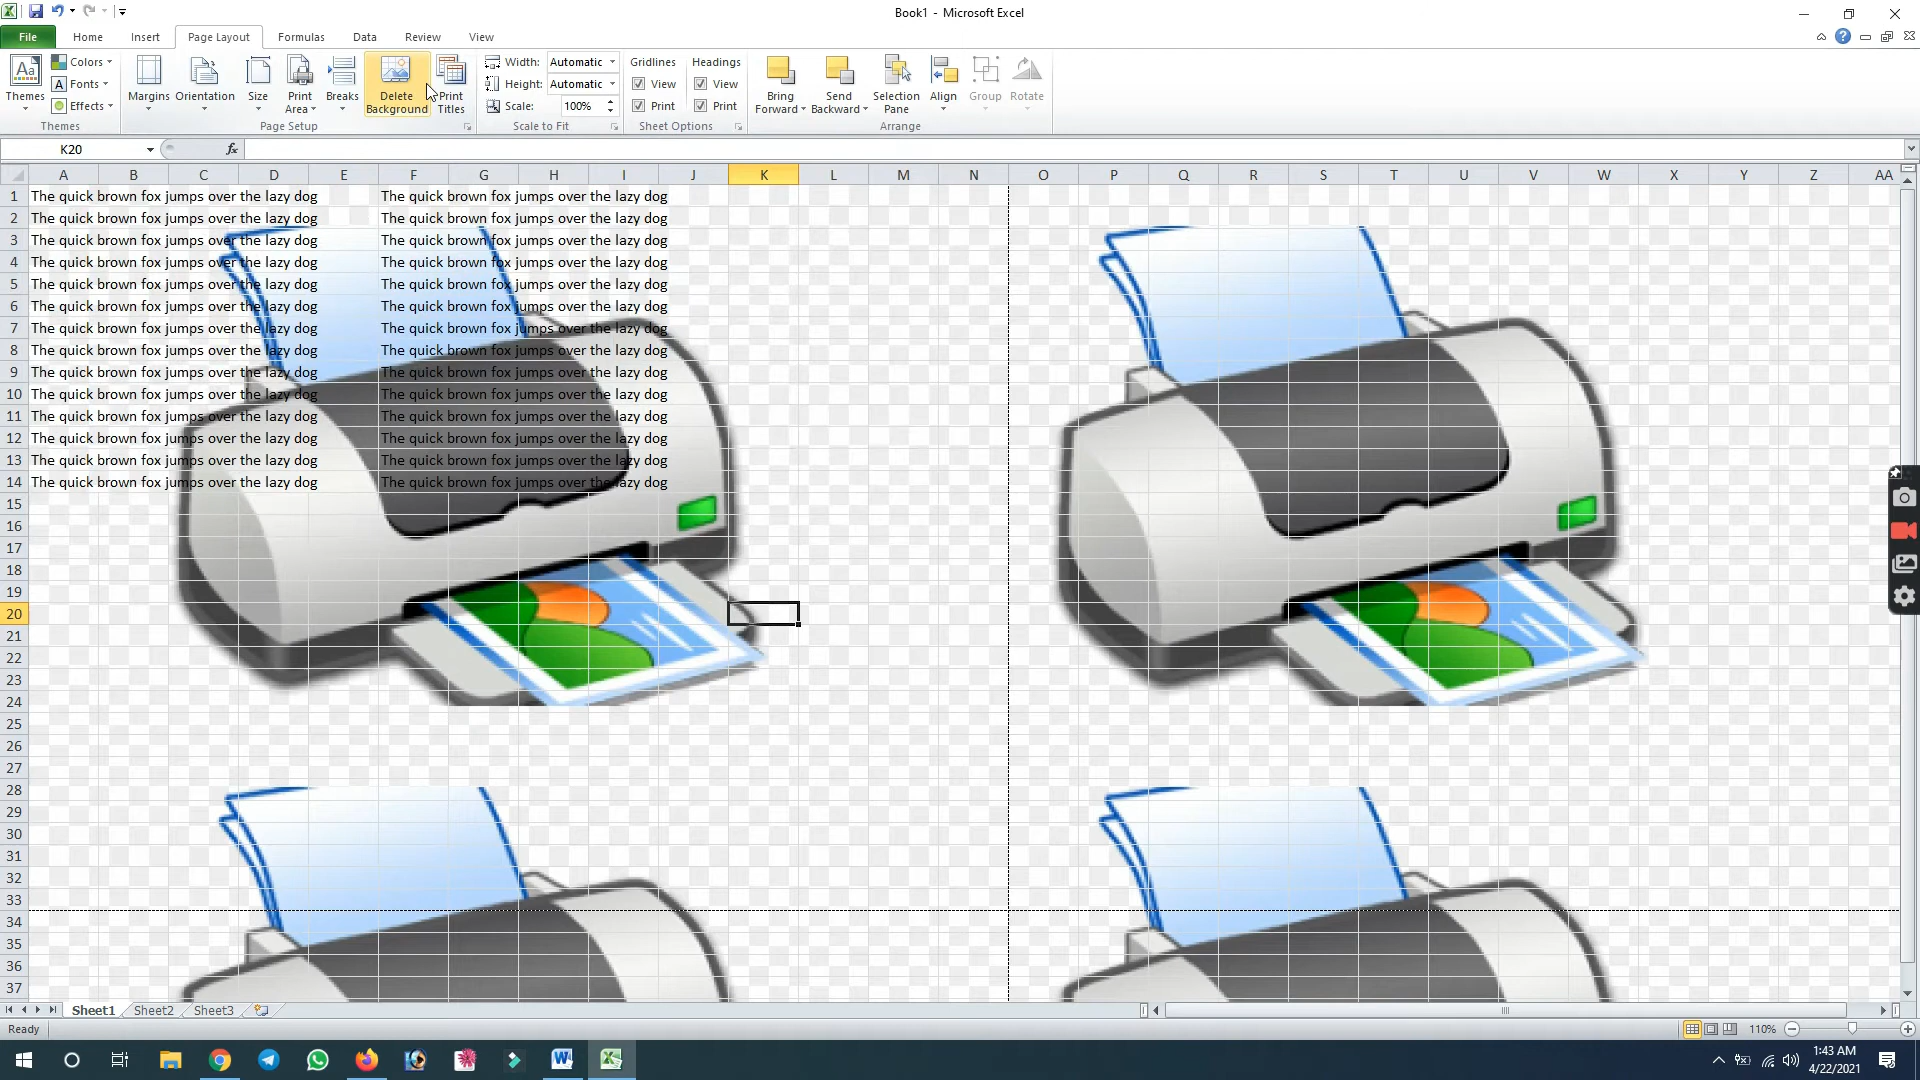 Book1 - Microsoft Excel
File Home Insert Page Layout Formulas Data Review View
Themes
Colors
Fonts
Effects
Themes
Margins
Orientation
Size
Print Area
Breaks
Delete Background
Print Titles
Page Setup
Width: Automatic
Height: Automatic
Scale: 100%
Scale to Fit
Gridlines
View
Print
Headings
View
Print
Sheet Options
Bring Forward
Send Backward
Selection Pane
Align
Group
Rotate
Arrange
K20 fx
A B C D E F G H I J K L M N O P Q R S T U V W X Y Z AA
1 The quick brown fox jumps over the lazy dog The quick brown fox jumps over the lazy dog
2 The quick brown fox jumps over the lazy dog The quick brown fox jumps over the lazy dog
3 The quick brown fox jumps over the lazy dog The quick brown fox jumps over the lazy dog
4 The quick brown fox jumps over the lazy dog The quick brown fox jumps over the lazy dog
5 The quick brown fox jumps over the lazy dog The quick brown fox jumps over the lazy dog
6 The quick brown fox jumps over the lazy dog The quick brown fox jumps over the lazy dog
7 The quick brown fox jumps over the lazy dog The quick brown fox jumps over the lazy dog
8 The quick brown fox jumps over the lazy dog The quick brown fox jumps over the lazy dog
9 The quick brown fox jumps over the lazy dog The quick brown fox jumps over the lazy dog
10 The quick brown fox jumps over the lazy dog The quick brown fox jumps over the lazy dog
11 The quick brown fox jumps over the lazy dog The quick brown fox jumps over the lazy dog
12 The quick brown fox jumps over the lazy dog The quick brown fox jumps over the lazy dog
13 The quick brown fox jumps over the lazy dog The quick brown fox jumps over the lazy dog
14 The quick brown fox jumps over the lazy dog The quick brown fox jumps over the lazy dog
15
16
17
18
19
20
21
22
23
24
25
26
27
28
29
30
31
32
33
34
35
36
37
Sheet1 Sheet2 Sheet3
Ready 110%
1:43 AM
4/22/2021